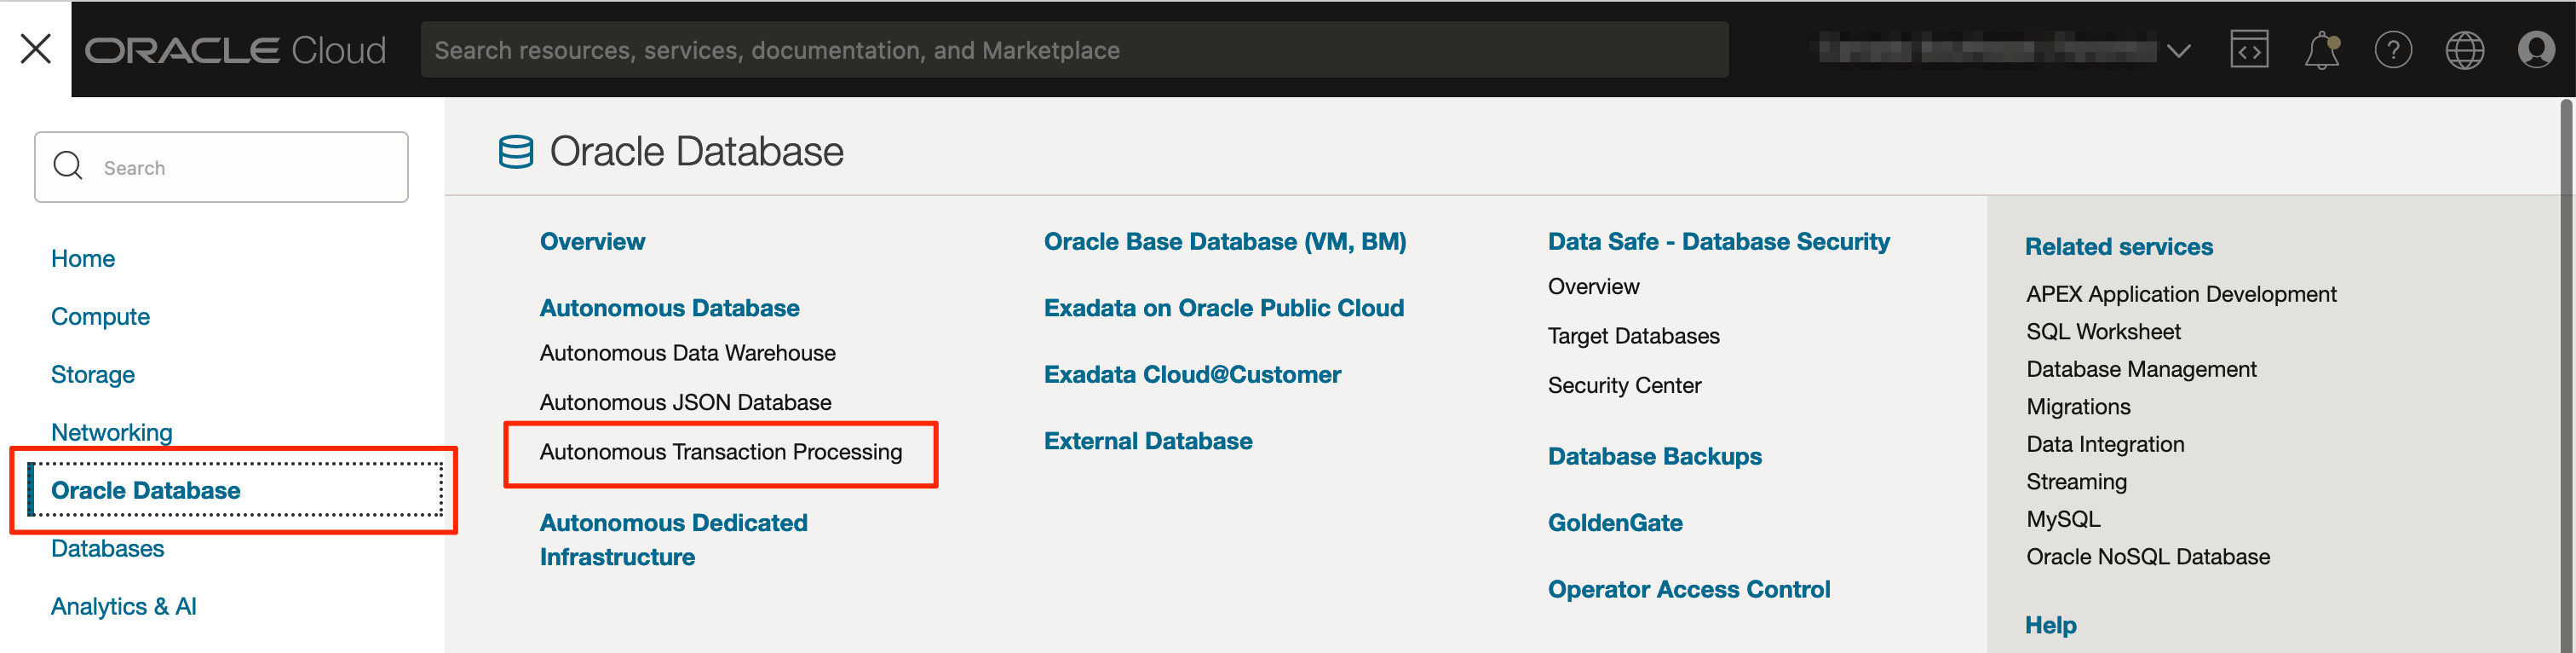 ORACLE Cloud
Search resources, services, documentation, and Marketplace
Search
Home
Compute
Storage
Networking
Oracle Database
Databases
Analytics & AI
Oracle Database
Overview
Autonomous Database
Autonomous Data Warehouse
Autonomous JSON Database
Autonomous Transaction Processing
Autonomous Dedicated
Infrastructure
Oracle Base Database (VM, BM)
Exadata on Oracle Public Cloud
Exadata Cloud@Customer
External Database
Data Safe - Database Security
Overview
Target Databases
Security Center
Database Backups
GoldenGate
Operator Access Control
Related services
APEX Application Development
SQL Worksheet
Database Management
Migrations
Data Integration
Streaming
MySQL
Oracle NoSQL Database
Help